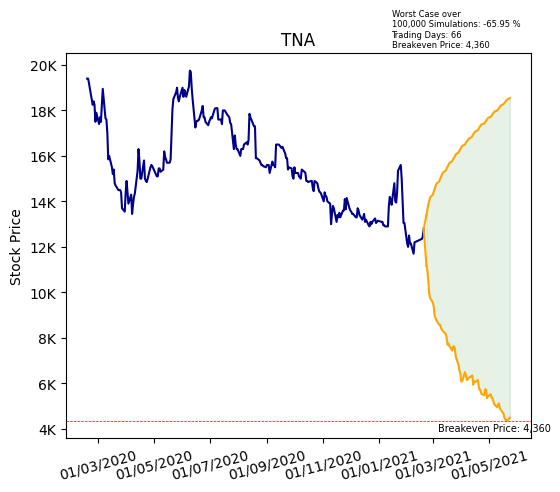 Worst Case over
100,000 Simulations: -65.95 %
Trading Days: 66
Breakeven Price: 4,360
TNA
Stock Price
20K
18K
16K
14K
12K
10K
8K
6K
4K
Breakeven Price: 4,360
01/03/2020
01/05/2020
01/07/2020
01/09/2020
01/11/2020
01/01/2021
01/03/2021
01/05/2021